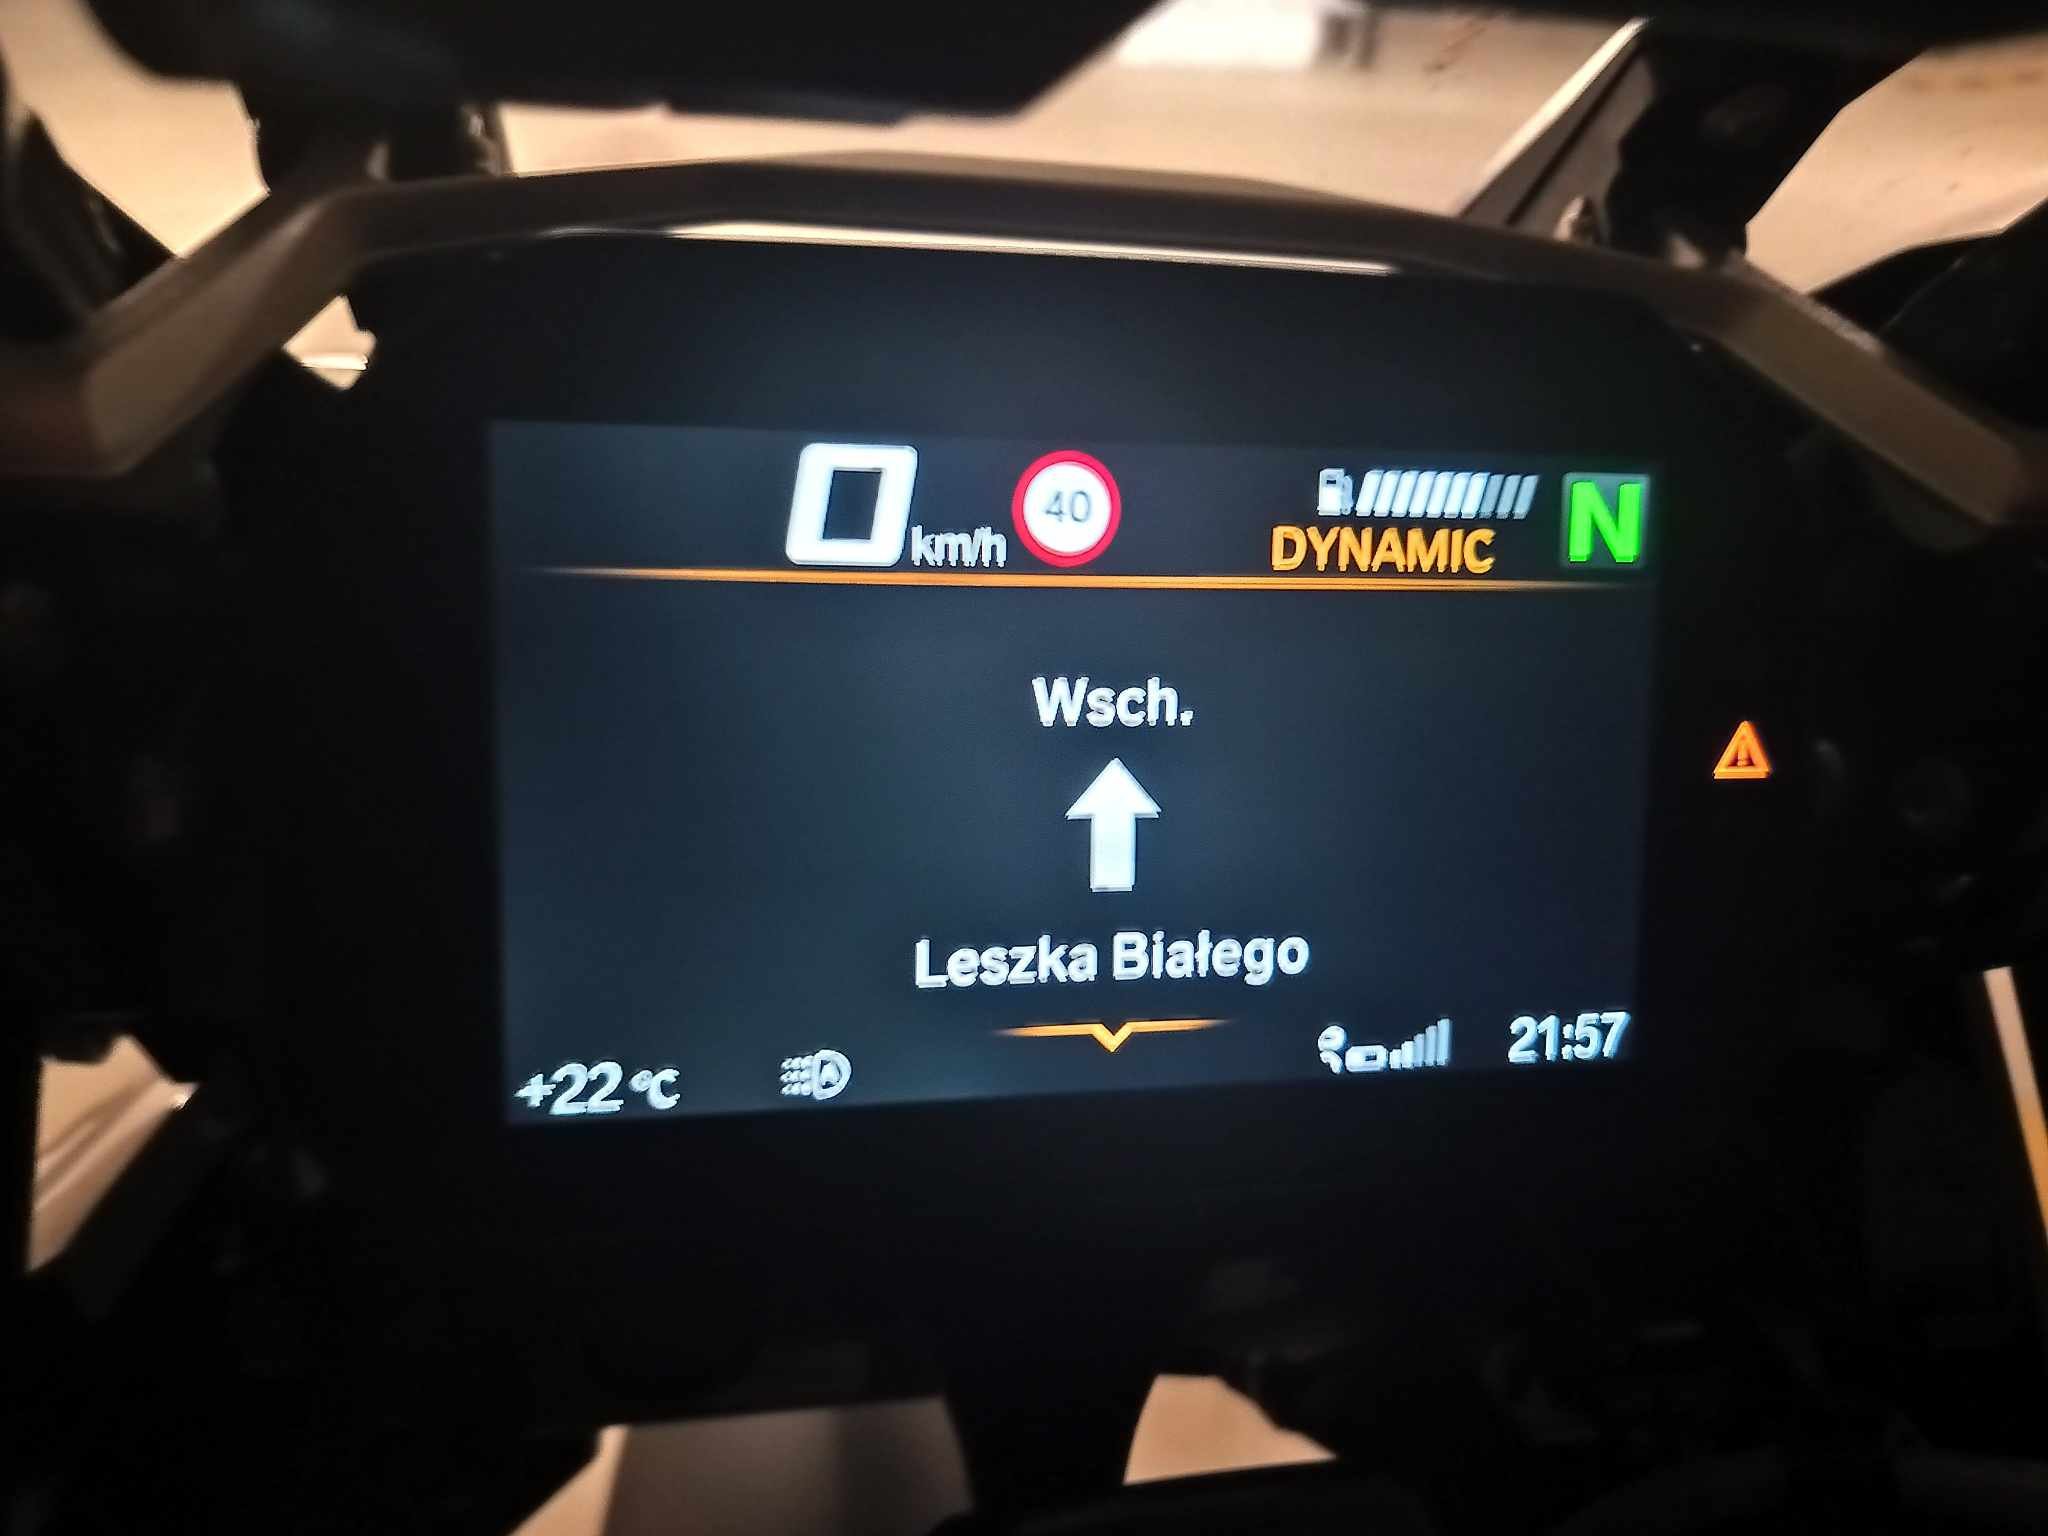 0 km/h 40
DYNAMIC N
Wsch.
Leszka Białego
+22 °C 21:57